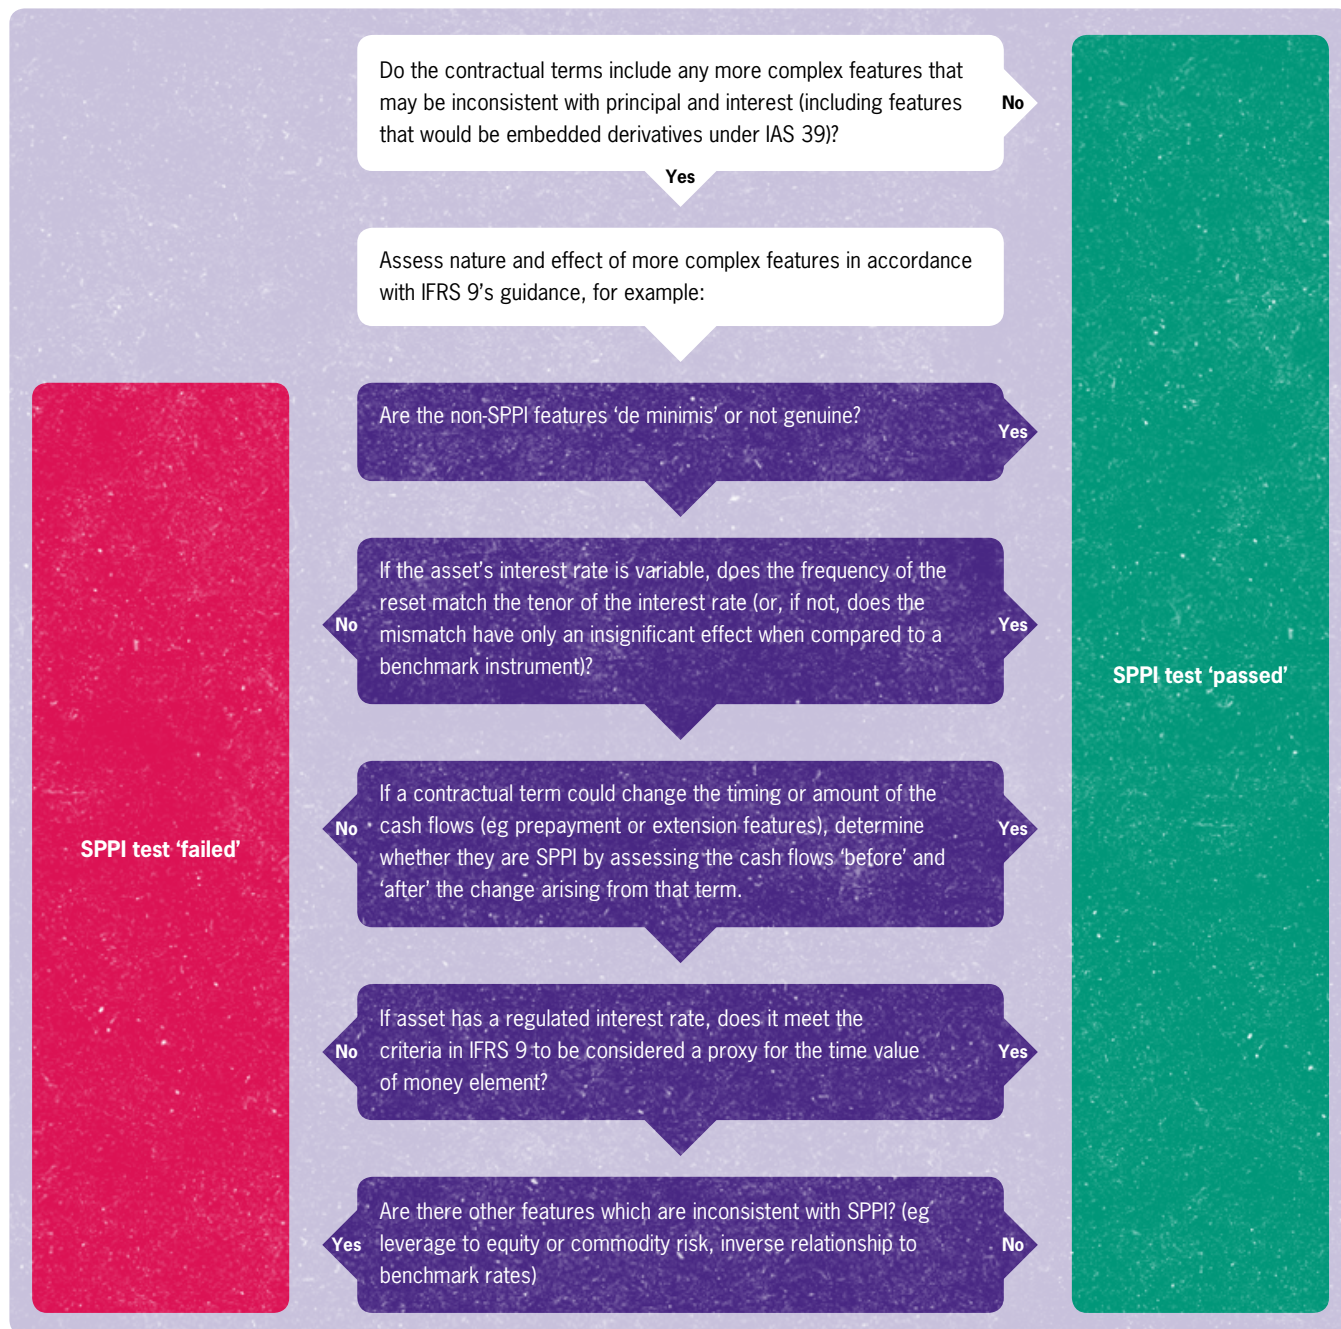 Do the contractual terms include any more complex features that
may be inconsistent with principal and interest (including features
that would be embedded derivatives under IAS 39)?
No
Yes
Assess nature and effect of more complex features in accordance
with IFRS 9’s guidance, for example:
Are the non-SPPI features ‘de minimis’ or not genuine?
Yes
If the asset’s interest rate is variable, does the frequency of the
reset match the tenor of the interest rate (or, if not, does the
mismatch have only an insignificant effect when compared to a
benchmark instrument)?
No
Yes
If a contractual term could change the timing or amount of the
cash flows (eg prepayment or extension features), determine
whether they are SPPI by assessing the cash flows ‘before’ and
‘after’ the change arising from that term.
No
Yes
If asset has a regulated interest rate, does it meet the
criteria in IFRS 9 to be considered a proxy for the time value
of money element?
No
Yes
Are there other features which are inconsistent with SPPI? (eg
leverage to equity or commodity risk, inverse relationship to
benchmark rates)
Yes
No
SPPI test ‘failed’
SPPI test ‘passed’